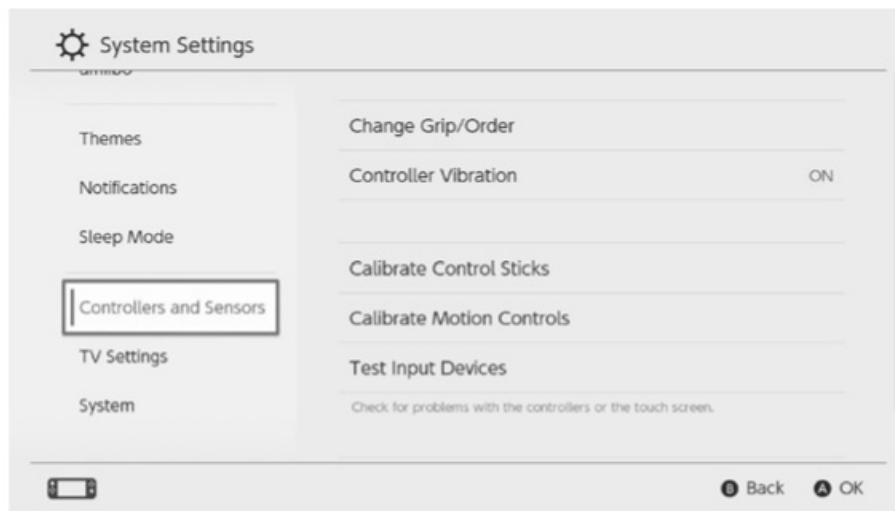 System Settings
amiibo
Themes
Notifications
Sleep Mode
Controllers and Sensors
TV Settings
System
Change Grip/Order
Controller Vibration ON
Calibrate Control Sticks
Calibrate Motion Controls
Test Input Devices
Check for problems with the controllers or the touch screen.
B Back A OK